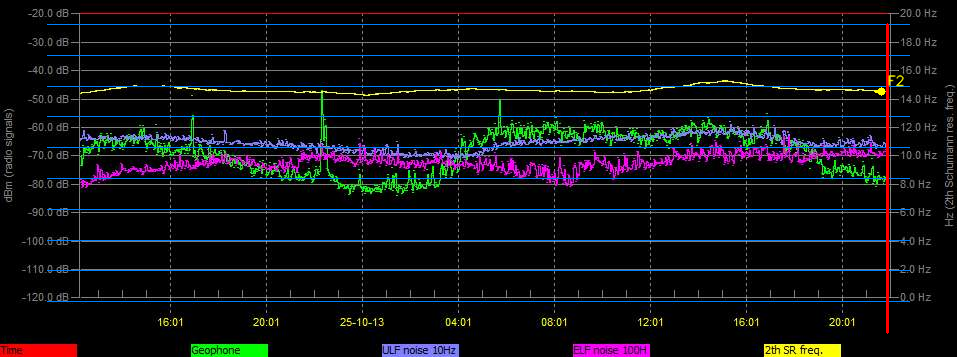 -20.0 dB 20.0 Hz
-30.0 dB 18.0 Hz
-40.0 dB 16.0 Hz
F2
-50.0 dB 14.0 Hz
-60.0 dB 12.0 Hz
-70.0 dB 10.0 Hz
-80.0 dB 8.0 Hz
-90.0 dB 6.0 Hz
-100.0 dB 4.0 Hz
-110.0 dB 2.0 Hz
-120.0 dB 0.0 Hz
dBm (radio signals)
Hz (2th Schumann res. freq.)
16:01 20:01 25-10-13 04:01 08:01 12:01 16:01 20:01
Time Geophone ULF noise 10Hz ELF noise 100H 2th SR freq.